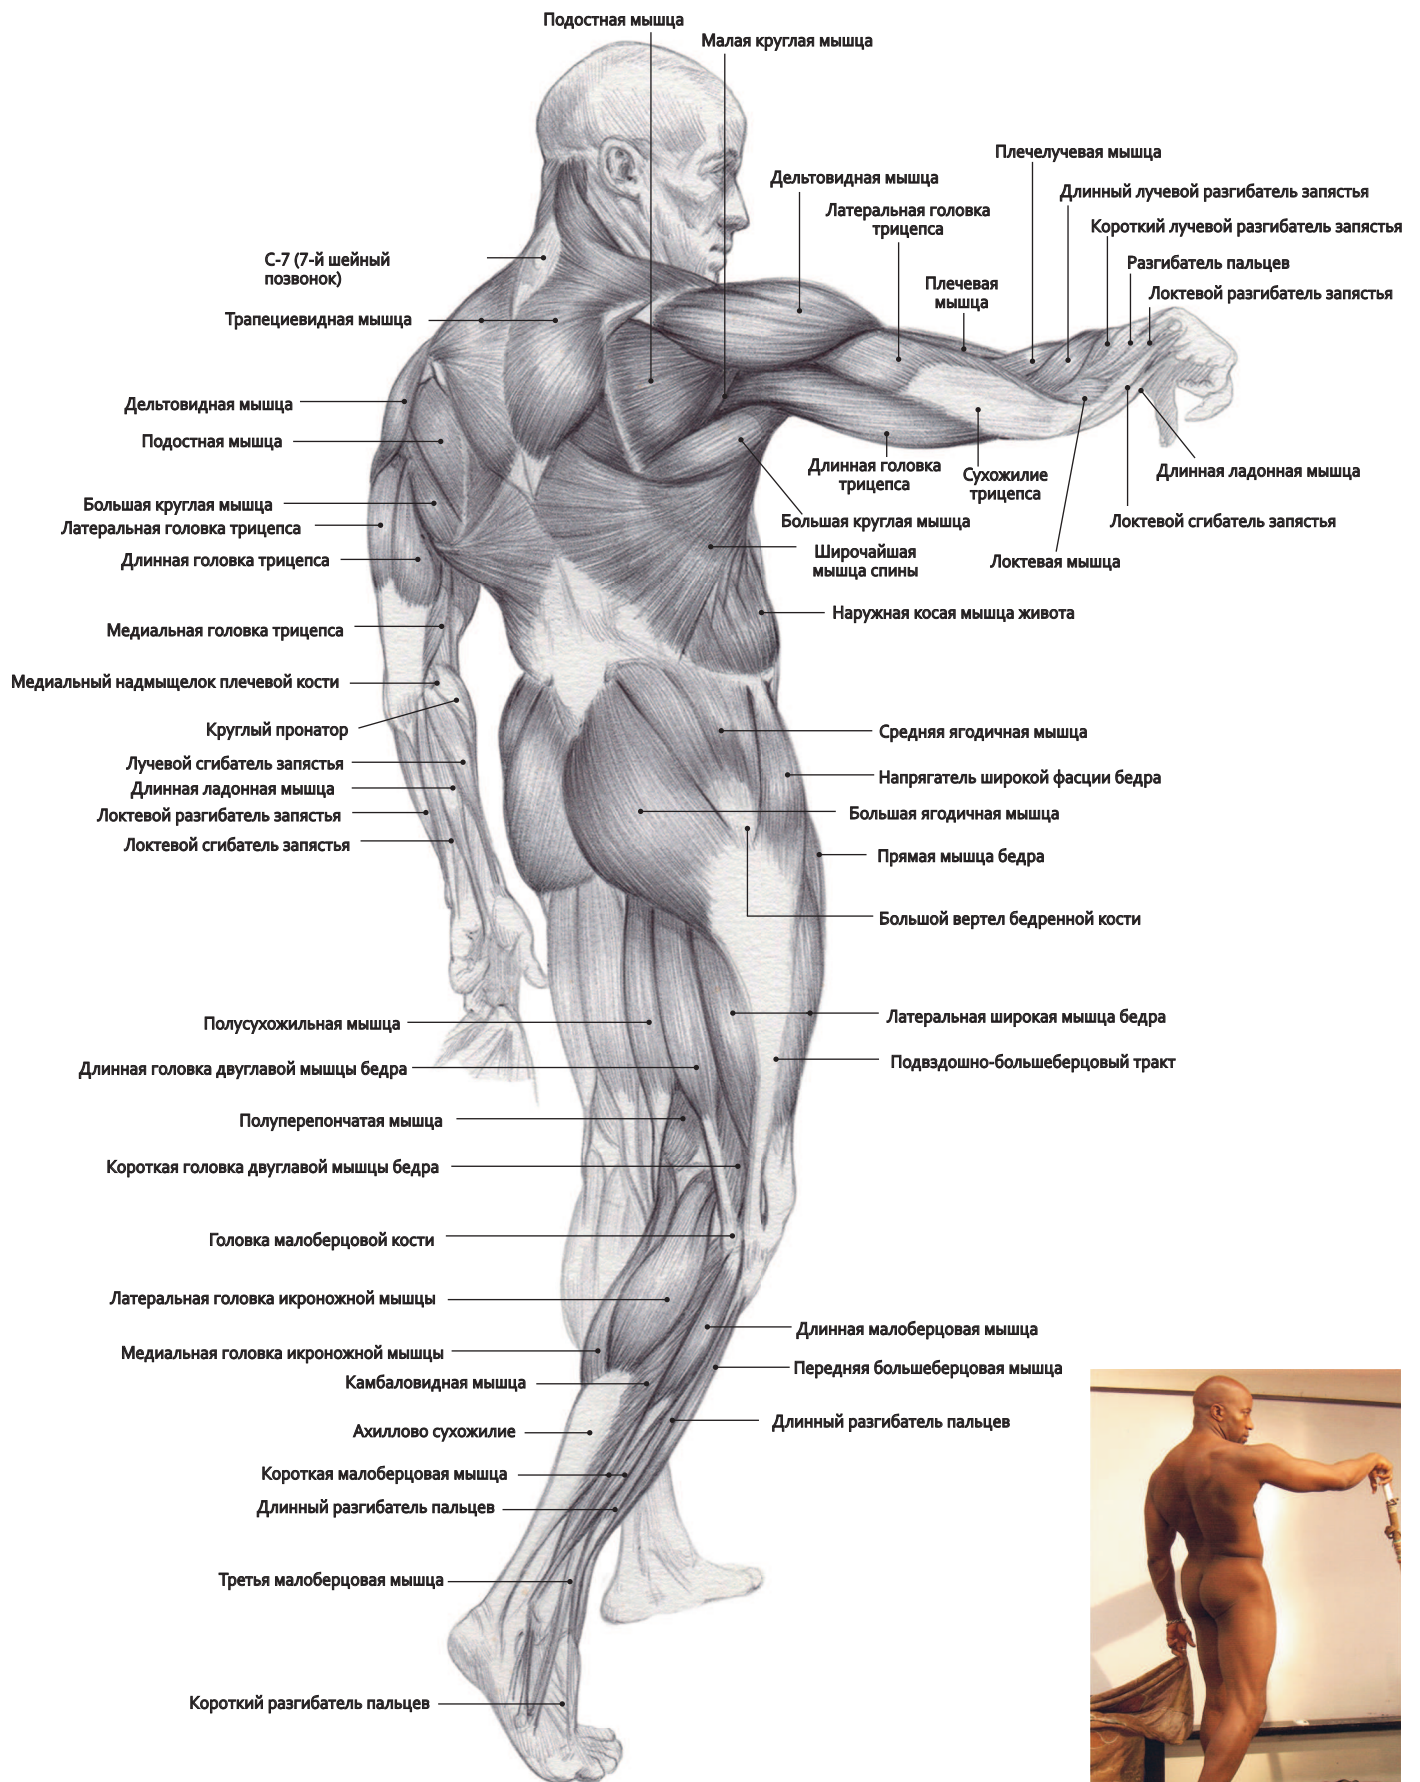 Подостная мышца
Малая круглая мышца
Плечелучевая мышца
Дельтовидная мышца
Длинный лучевой разгибатель запястья
Латеральная головка
трицепса
Короткий лучевой разгибатель запястья
С-7 (7-й шейный
позвонок)
Разгибатель пальцев
Плечевая
мышца
Локтевой разгибатель запястья
Трапециевидная мышца
Дельтовидная мышца
Подостная мышца
Длинная головка
трицепса
Сухожилие
трицепса
Длинная ладонная мышца
Большая круглая мышца
Латеральная головка трицепса
Большая круглая мышца
Локтевой сгибатель запястья
Длинная головка трицепса
Широчайшая
мышца спины
Локтевая мышца
Наружная косая мышца живота
Медиальная головка трицепса
Медиальный надмыщелок плечевой кости
Круглый пронатор
Средняя ягодичная мышца
Лучевой сгибатель запястья
Напрягатель широкой фасции бедра
Длинная ладонная мышца
Локтевой разгибатель запястья
Большая ягодичная мышца
Локтевой сгибатель запястья
Прямая мышца бедра
Большой вертел бедренной кости
Полусухожильная мышца
Латеральная широкая мышца бедра
Длинная головка двуглавой мышцы бедра
Подвздошно-большеберцовый тракт
Полуперепончатая мышца
Короткая головка двуглавой мышцы бедра
Головка малоберцовой кости
Латеральная головка икроножной мышцы
Длинная малоберцовая мышца
Медиальная головка икроножной мышцы
Передняя большеберцовая мышца
Камбаловидная мышца
Длинный разгибатель пальцев
Ахиллово сухожилие
Короткая малоберцовая мышца
Длинный разгибатель пальцев
Третья малоберцовая мышца
Короткий разгибатель пальцев